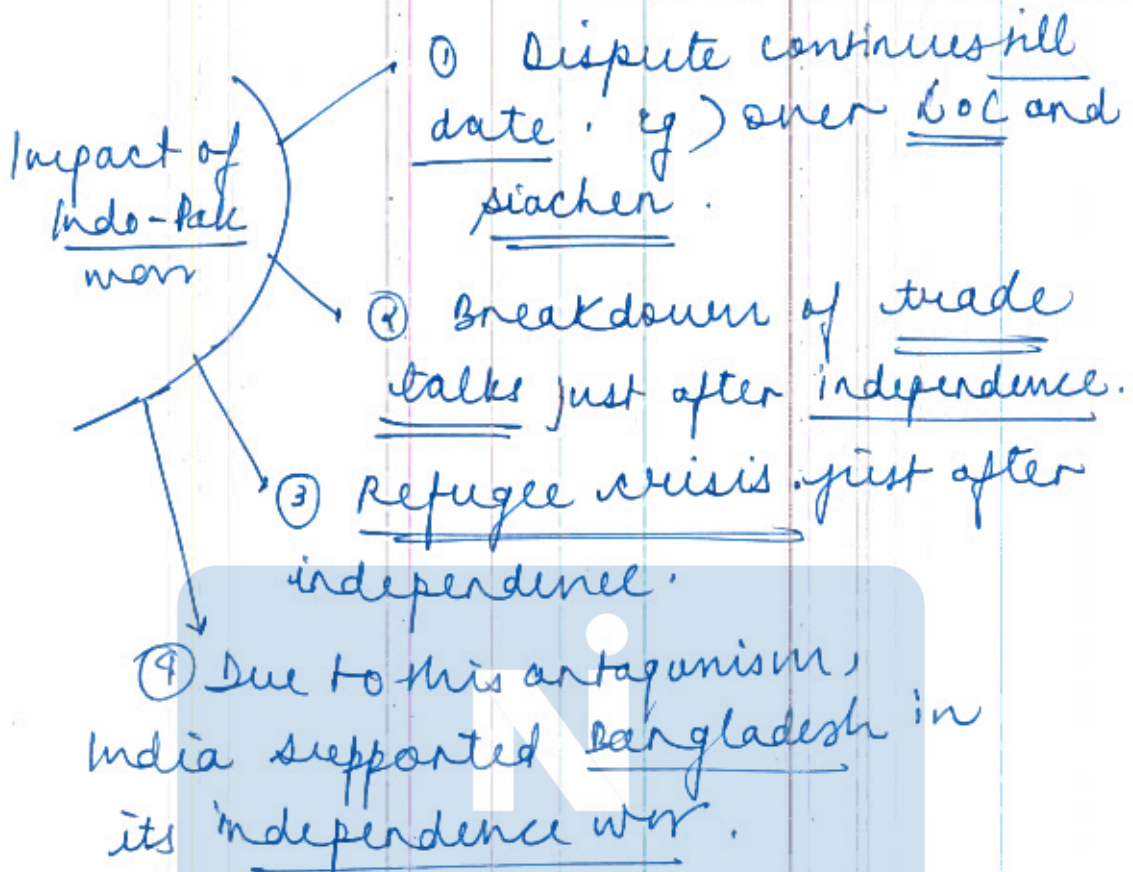 Impact of
Indo-Pak
war
① Dispute continues till
date. eg) over LOC and
siachen.
② Breakdown of trade
talks just after independence.
③ Refugee crisis just after
independence.
④ Due to this antagonism,
India supported Bangladesh in
its independence war.